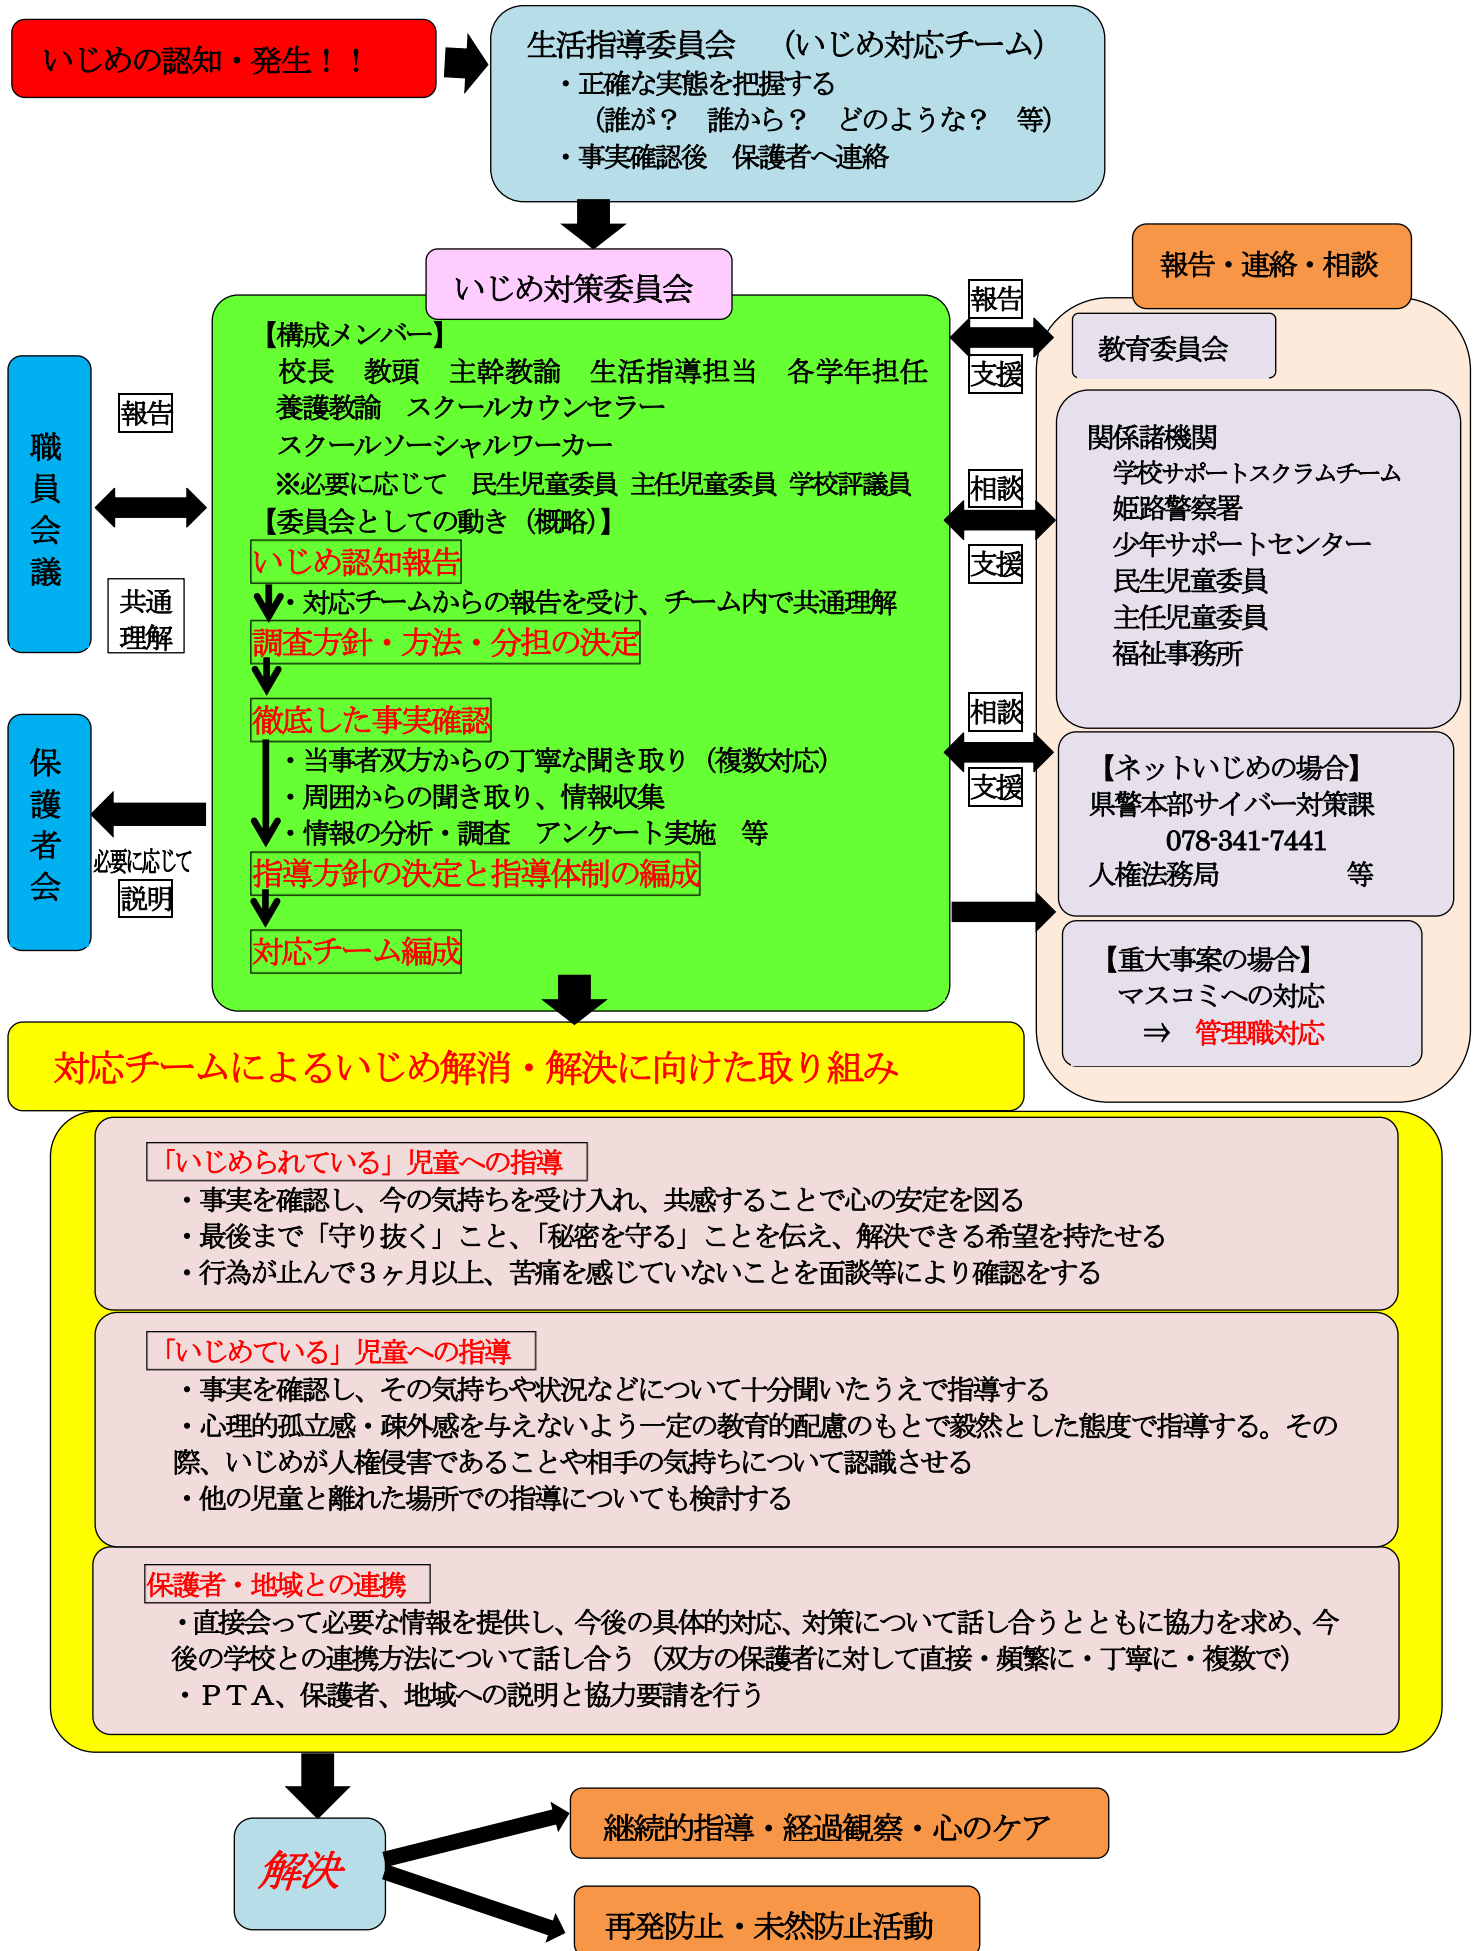 いじめの認知・発生！！
生活指導委員会　（いじめ対応チーム）
・正確な実態を把握する
（誰が？　誰から？　どのような？　等）
・事実確認後　保護者へ連絡
いじめ対策委員会
【構成メンバー】
校長　教頭　主幹教諭　生活指導担当　各学年担任
養護教諭　スクールカウンセラー
スクールソーシャルワーカー
※必要に応じて　民生児童委員 主任児童委員 学校評議員
【委員会としての動き（概略）】
いじめ認知報告
・対応チームからの報告を受け、チーム内で共通理解
調査方針・方法・分担の決定
徹底した事実確認
・当事者双方からの丁寧な聞き取り（複数対応）
・周囲からの聞き取り、情報収集
・情報の分析・調査　アンケート実施　等
指導方針の決定と指導体制の編成
対応チーム編成
職員会議
報告
共通
理解
保護者会
必要に応じて
説明
報告
支援
相談
支援
相談
支援
報告・連絡・相談
教育委員会
関係諸機関
学校サポートスクラムチーム
姫路警察署
少年サポートセンター
民生児童委員
主任児童委員
福祉事務所
【ネットいじめの場合】
県警本部サイバー対策課
078-341-7441
人権法務局　　　　　等
【重大事案の場合】
マスコミへの対応
⇒　管理職対応
対応チームによるいじめ解消・解決に向けた取り組み
「いじめられている」児童への指導
・事実を確認し、今の気持ちを受け入れ、共感することで心の安定を図る
・最後まで「守り抜く」こと、「秘密を守る」ことを伝え、解決できる希望を持たせる
・行為が止んで３ヶ月以上、苦痛を感じていないことを面談等により確認をする
「いじめている」児童への指導
・事実を確認し、その気持ちや状況などについて十分聞いたうえで指導する
・心理的孤立感・疎外感を与えないよう一定の教育的配慮のもとで毅然とした態度で指導する。その
際、いじめが人権侵害であることや相手の気持ちについて認識させる
・他の児童と離れた場所での指導についても検討する
保護者・地域との連携
・直接会って必要な情報を提供し、今後の具体的対応、対策について話し合うとともに協力を求め、今
後の学校との連携方法について話し合う（双方の保護者に対して直接・頻繁に・丁寧に・複数で）
・ＰＴＡ、保護者、地域への説明と協力要請を行う
解決
継続的指導・経過観察・心のケア
再発防止・未然防止活動